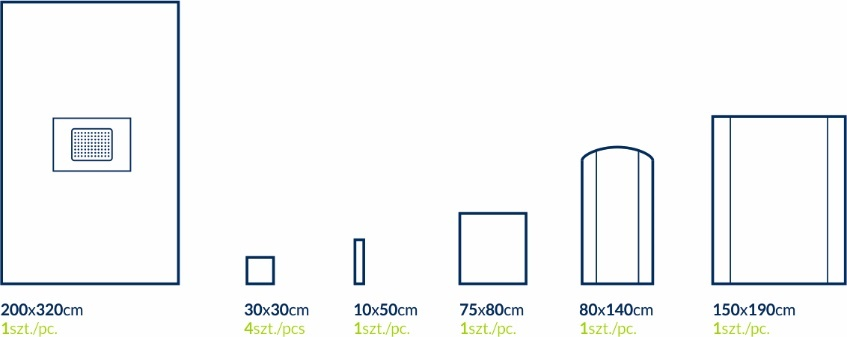 200x320cm
1szt./pc.
30x30cm
4szt./pcs
10x50cm
1szt./pc.
75x80cm
1szt./pc.
80x140cm
1szt./pc.
150x190cm
1szt./pc.